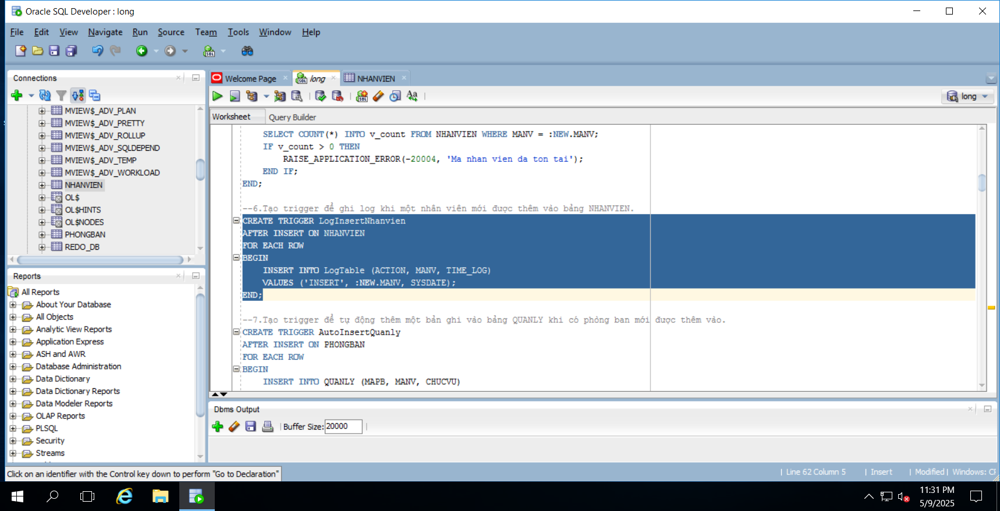 Oracle SQL Developer : long
File Edit View Navigate Run Source Team Tools Window Help
Connections
MVIEW$_ADV_PLAN
MVIEW$_ADV_PRETTY
MVIEW$_ADV_ROLLUP
MVIEW$_ADV_SQLDEPEND
MVIEW$_ADV_TEMP
MVIEW$_ADV_WORKLOAD
NHANVIEN
OL$
OL$HINTS
OL$NODES
PHONGBAN
REDO_DB
Reports
All Reports
About Your Database
All Objects
Analytic View Reports
Application Express
ASH and AWR
Database Administration
Data Dictionary
Data Dictionary Reports
Data Modeler Reports
OLAP Reports
PLSQL
Security
Streams
Welcome Page long NHANVIEN
long
Worksheet Query Builder
SELECT COUNT(*) INTO v_count FROM NHANVIEN WHERE MANV = :NEW.MANV;
IF v_count > 0 THEN
RAISE_APPLICATION_ERROR(-20004, 'Ma nhan vien da ton tai');
END IF;
END;
--6.Tạo trigger để ghi log khi một nhân viên mới được thêm vào bảng NHANVIEN.
CREATE TRIGGER LogInsertNhanvien
AFTER INSERT ON NHANVIEN
FOR EACH ROW
BEGIN
INSERT INTO LogTable (ACTION, MANV, TIME_LOG)
VALUES ('INSERT', :NEW.MANV, SYSDATE);
END;
--7.Tạo trigger để tự động thêm một bản ghi vào bảng QUANLY khi có phòng ban mới được thêm vào.
CREATE TRIGGER AutoInsertQuanly
AFTER INSERT ON PHONGBAN
FOR EACH ROW
BEGIN
INSERT INTO QUANLY (MAPB, MANV, CHUCVU)
Dbms Output
Buffer Size: 20000
Click on an identifier with the Control key down to perform "Go to Declaration"
Line 62 Column 5 | Insert | Modified | Windows: CR
11:31 PM
5/9/2025